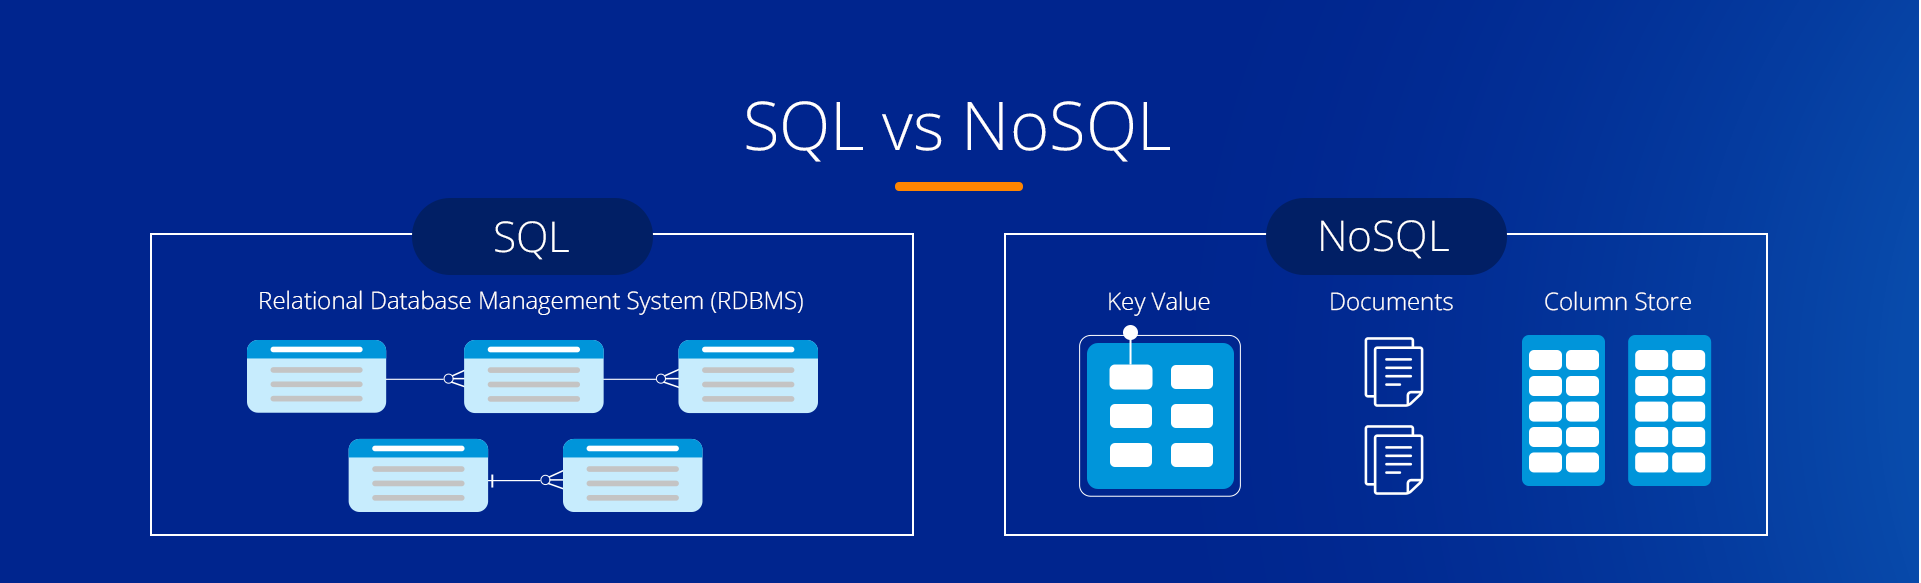 SQL vs NoSQL
SQL
Relational Database Management System (RDBMS)
NoSQL
Key Value
Documents
Column Store